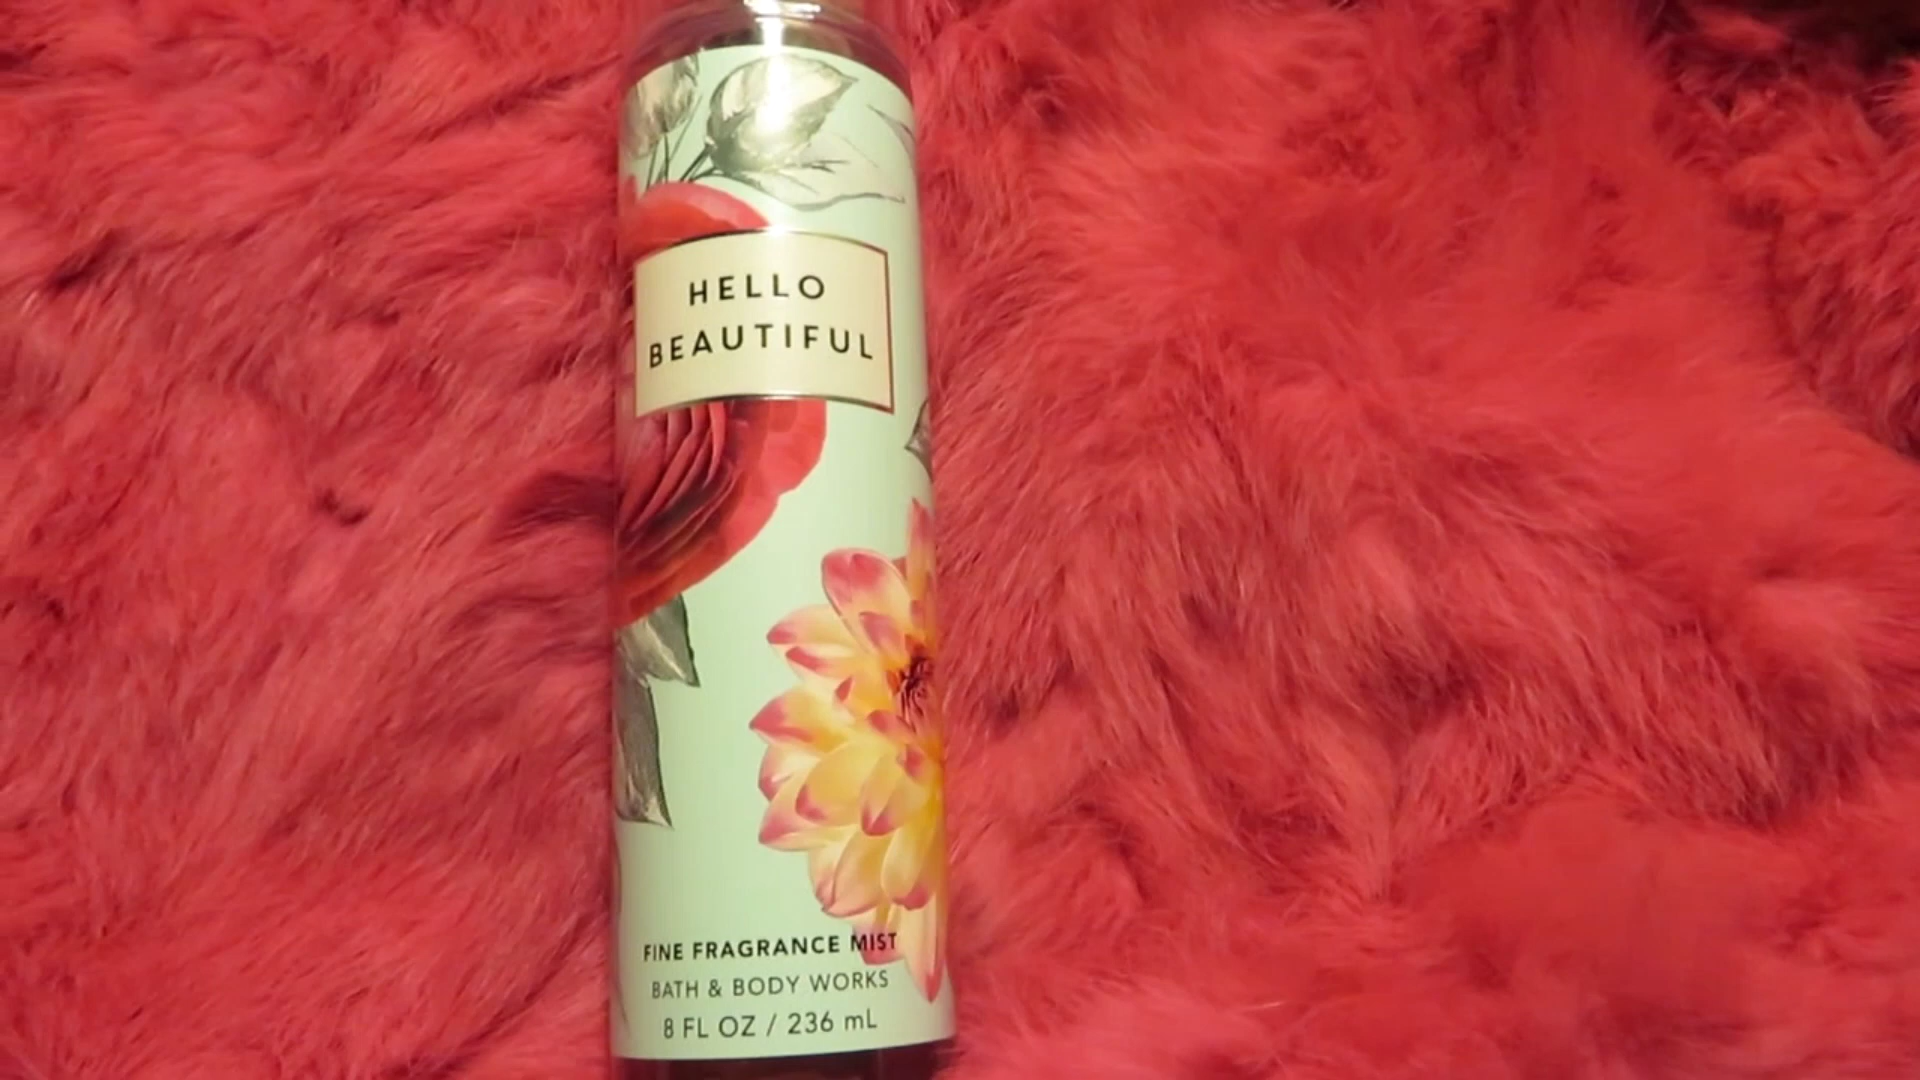 HELLO
BEAUTIFUL
FINE FRAGRANCE MIST
BATH & BODY WORKS
8 FL OZ / 236 mL